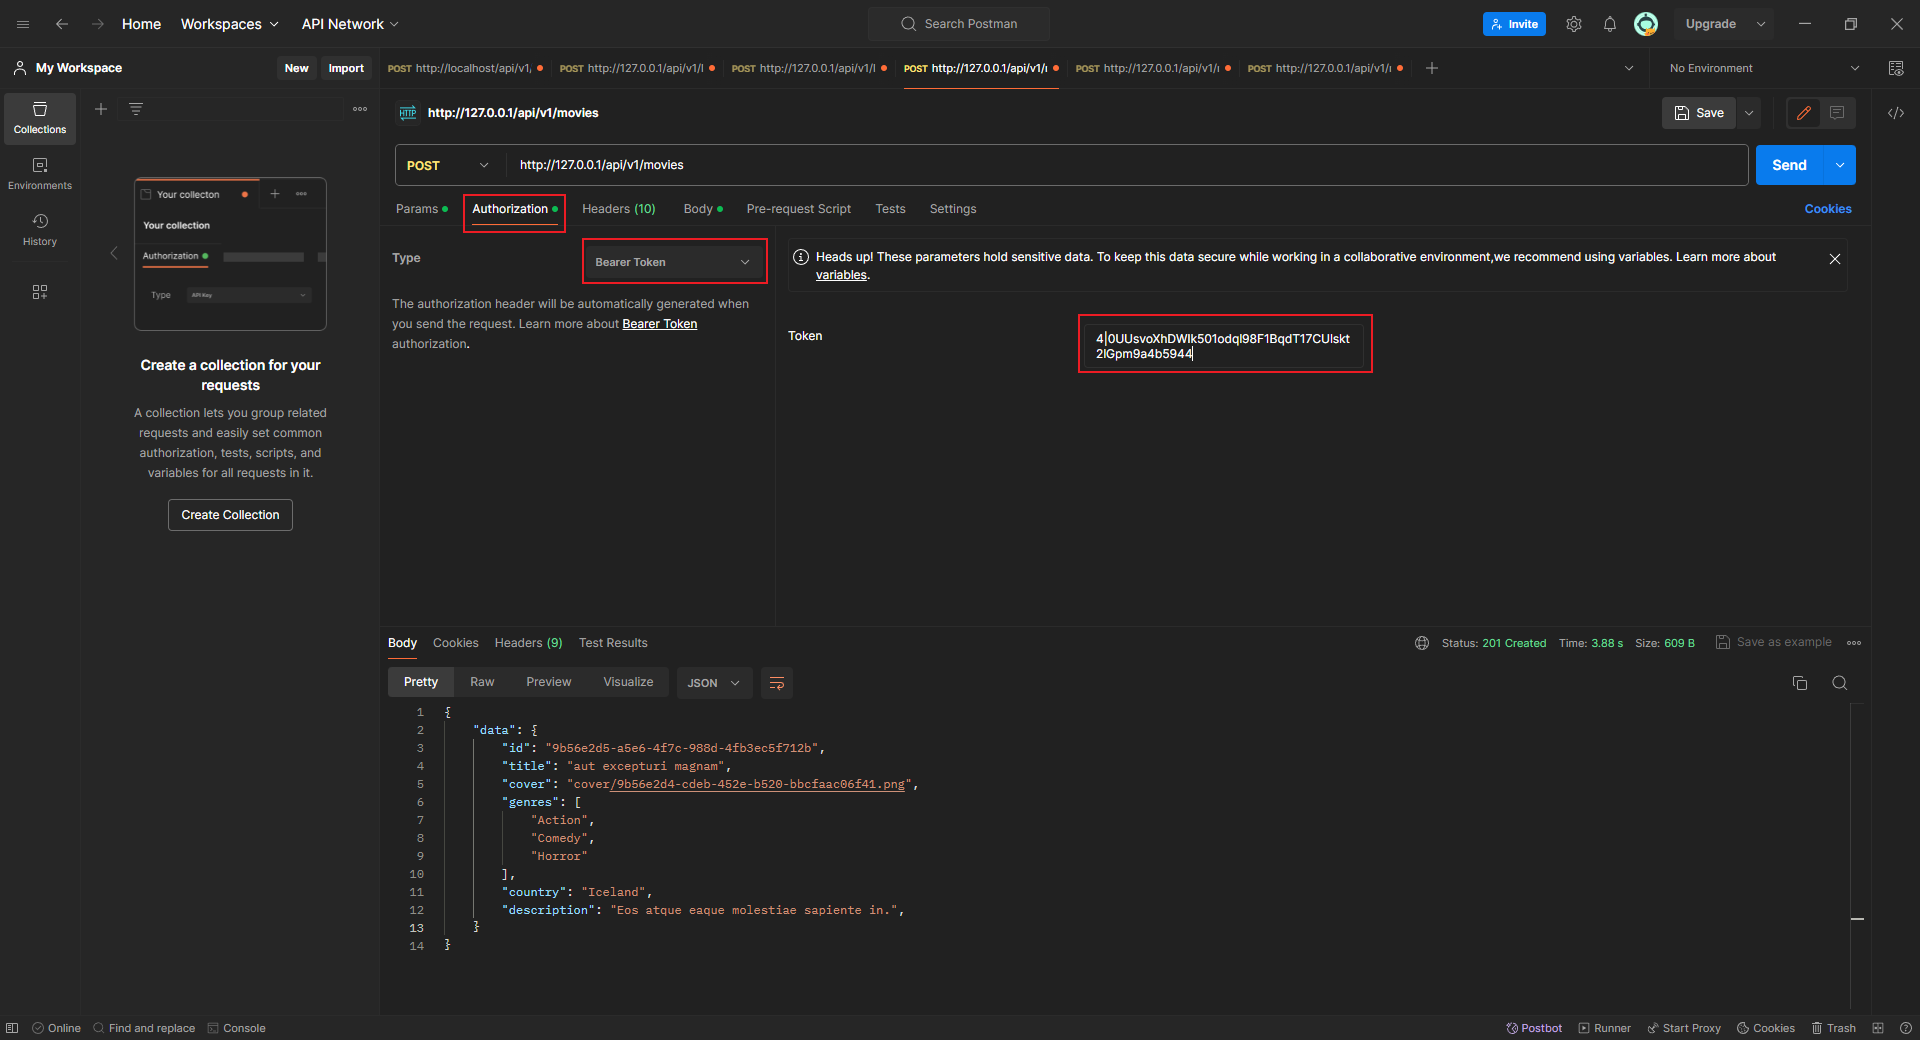 Home
Workspaces
API Network
Search Postman
Invite
Upgrade
My Workspace
New
Import
POST http://localhost/api/v1/
POST http://127.0.0.1/api/v1/l
POST http://127.0.0.1/api/v1/l
POST http://127.0.0.1/api/v1/r
POST http://127.0.0.1/api/v1/r
POST http://127.0.0.1/api/v1/r
No Environment
Collections
Environments
History
Your collecton
Your collection
Authorization
Type
API Key
Create a collection for your
requests
A collection lets you group related
requests and easily set common
authorization, tests, scripts, and
variables for all requests in it.
Create Collection
HTTP
http://127.0.0.1/api/v1/movies
Save
POST
http://127.0.0.1/api/v1/movies
Send
Params
Authorization
Headers (10)
Body
Pre-request Script
Tests
Settings
Cookies
Type
Bearer Token
The authorization header will be automatically generated when
you send the request. Learn more about Bearer Token
authorization.
Heads up! These parameters hold sensitive data. To keep this data secure while working in a collaborative environment,we recommend using variables. Learn more about
variables.
Token
4|0UUsvoXhDWlk501odql98F1BqdT17CUlskt
2lGpm9a4b5944
Body
Cookies
Headers (9)
Test Results
Status: 201 Created
Time: 3.88 s
Size: 609 B
Save as example
Pretty
Raw
Preview
Visualize
JSON
1 {
2 "data": {
3 "id": "9b56e2d5-a5e6-4f7c-988d-4fb3ec5f712b",
4 "title": "aut excepturi magnam",
5 "cover": "cover/9b56e2d4-cdeb-452e-b520-bbcfaac06f41.png",
6 "genres": [
7 "Action",
8 "Comedy",
9 "Horror"
10 ],
11 "country": "Iceland",
12 "description": "Eos atque eaque molestiae sapiente in.",
13 }
14 }
Online
Find and replace
Console
Postbot
Runner
Start Proxy
Cookies
Trash